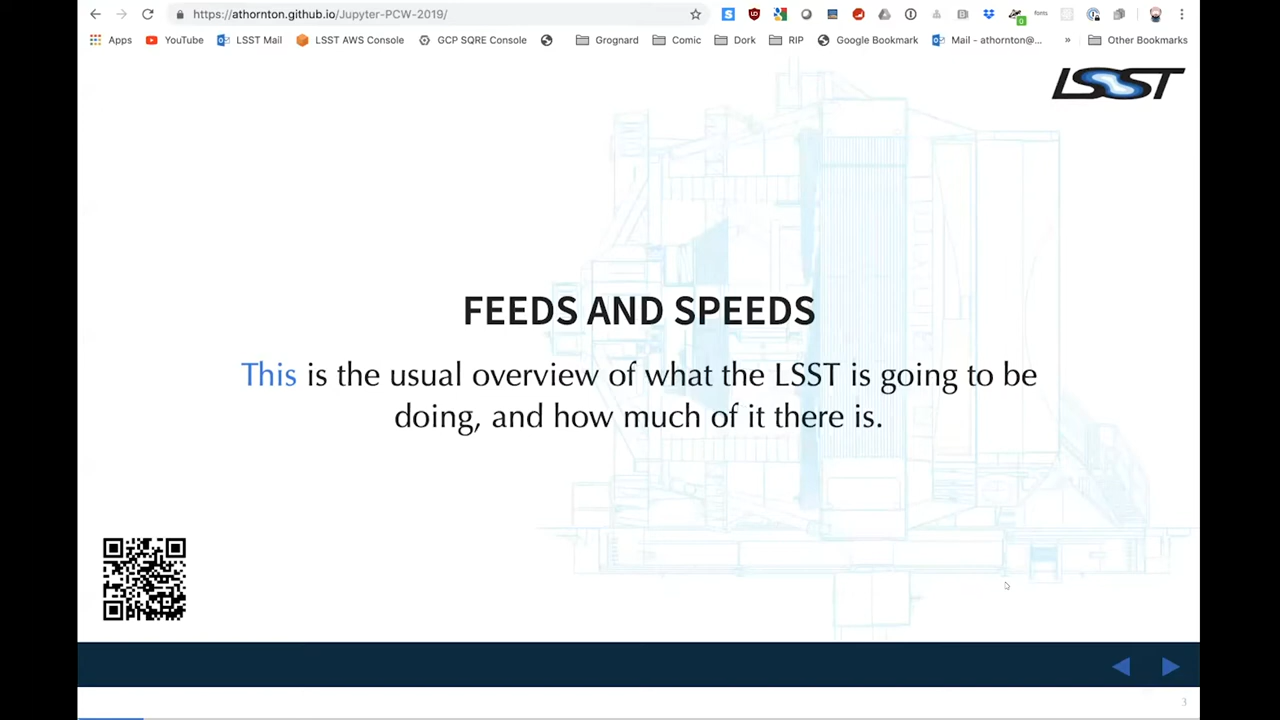 https://athornton.github.io/Jupyter-PCW-2019/
Apps YouTube LSST Mail LSST AWS Console GCP SQRE Console Grognard Comic Dork RIP Google Bookmark Mail - athornton@... » Other Bookmarks
LSST
FEEDS AND SPEEDS
This is the usual overview of what the LSST is going to be
doing, and how much of it there is.
3